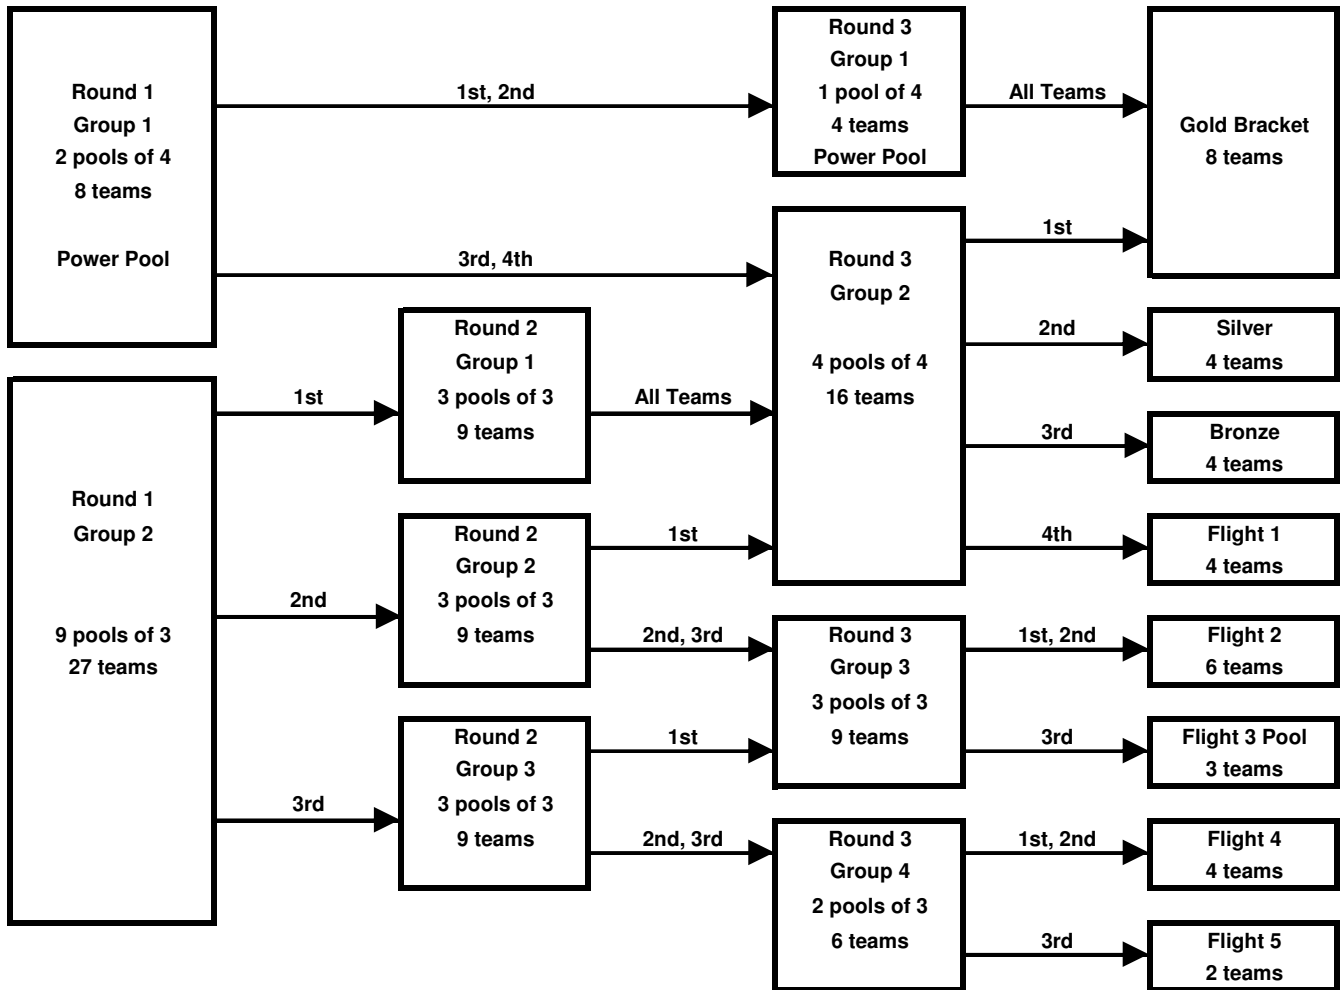 Round 1
Group 1
2 pools of 4
8 teams
Power Pool
1st, 2nd
3rd, 4th
Round 1
Group 2
9 pools of 3
27 teams
1st
2nd
3rd
Round 2
Group 1
3 pools of 3
9 teams
All Teams
Round 2
Group 2
3 pools of 3
9 teams
1st
2nd, 3rd
Round 2
Group 3
3 pools of 3
9 teams
1st
2nd, 3rd
Round 3
Group 1
1 pool of 4
4 teams
Power Pool
All Teams
Round 3
Group 2
4 pools of 4
16 teams
1st
2nd
3rd
4th
Round 3
Group 3
3 pools of 3
9 teams
1st, 2nd
3rd
Round 3
Group 4
2 pools of 3
6 teams
1st, 2nd
3rd
Gold Bracket
8 teams
Silver
4 teams
Bronze
4 teams
Flight 1
4 teams
Flight 2
6 teams
Flight 3 Pool
3 teams
Flight 4
4 teams
Flight 5
2 teams